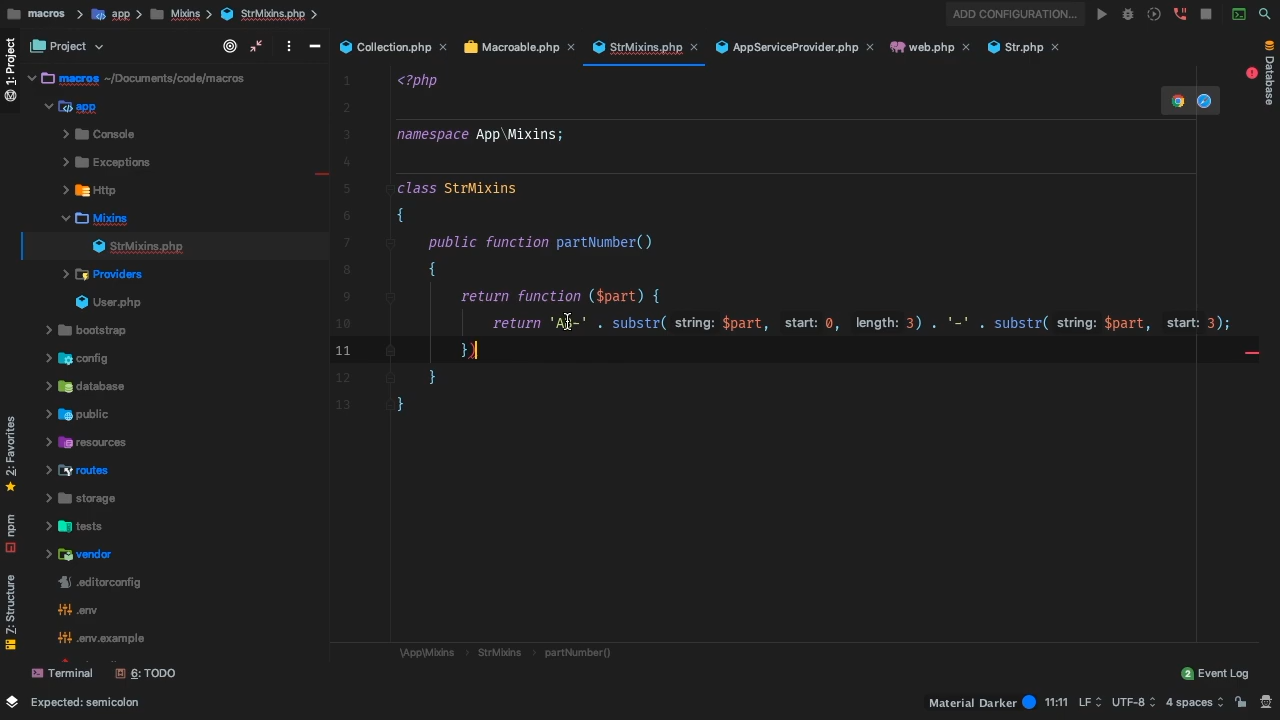 macros
app
Mixins
StrMixins.php
ADD CONFIGURATION...
Project
Collection.php
Macroable.php
StrMixins.php
AppServiceProvider.php
web.php
Str.php
1: Project
2: Favorites
npm
7: Structure
Database
macros ~/Documents/code/macros
app
Console
Exceptions
Http
Mixins
StrMixins.php
Providers
User.php
bootstrap
config
database
public
resources
routes
storage
tests
vendor
.editorconfig
.env
.env.example
1 <?php
2
3 namespace App\Mixins;
4
5 class StrMixins
6 {
7 public function partNumber()
8 {
9 return function ($part) {
10 return ' . substr( string: $part, start: 0, length: 3) . '-' . substr( string: $part, start: 3);
11 })
12 }
13 }
\App\Mixins
StrMixins
partNumber()
Terminal
6: TODO
2 Event Log
Expected: semicolon
Material Darker
11:11
LF
UTF-8
4 spaces